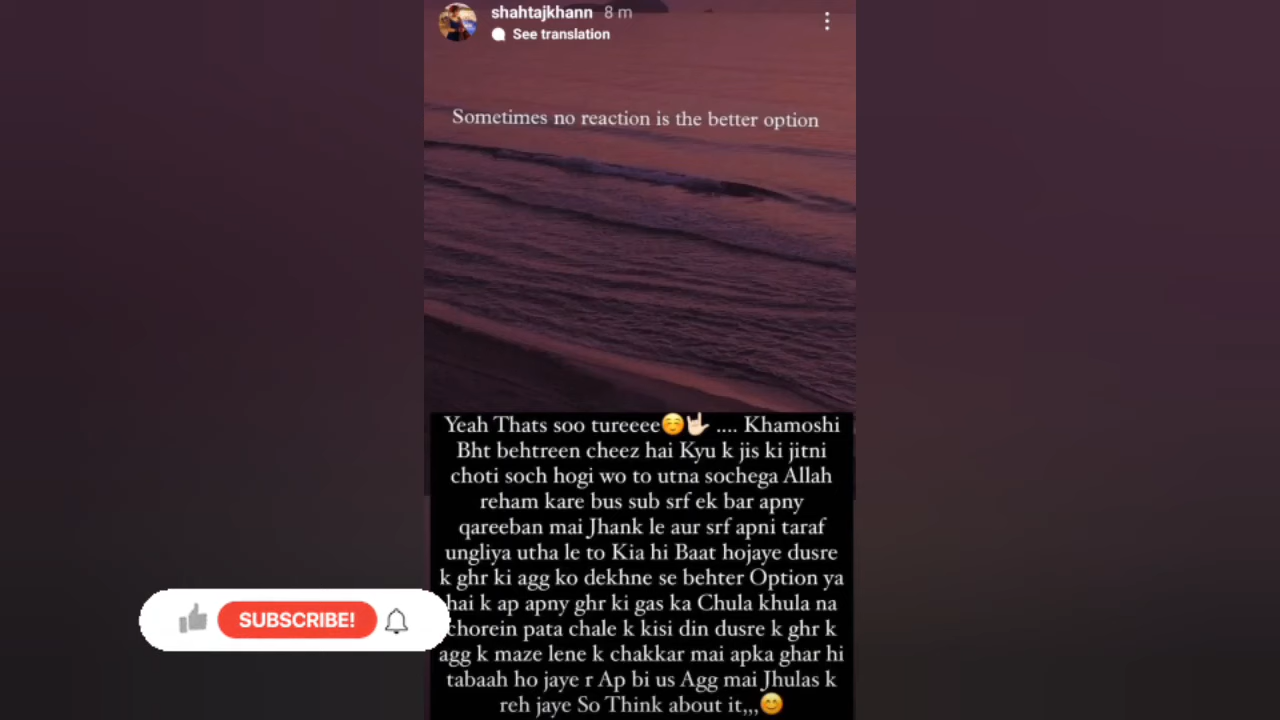 shahtajkhann 8 m
See translation
Sometimes no reaction is the better option
Yeah Thats soo tureeee😊🤟🏻 .... Khamoshi
Bht behtreen cheez hai Kyu k jis ki jitni
choti soch hogi wo to utna sochega Allah
reham kare bus sub srf ek bar apny
qareeban mai Jhank le aur srf apni taraf
ungliya utha le to Kia hi Baat hojaye dusre
k ghr ki agg ko dekhne se behter Option ya
hai k ap apny ghr ki gas ka Chula khula na
chorein pata chale k kisi din dusre k ghr k
agg k maze lene k chakkar mai apka ghar hi
tabaah ho jaye r Ap bi us Agg mai Jhulas k
reh jaye So Think about it,,,😊
SUBSCRIBE!